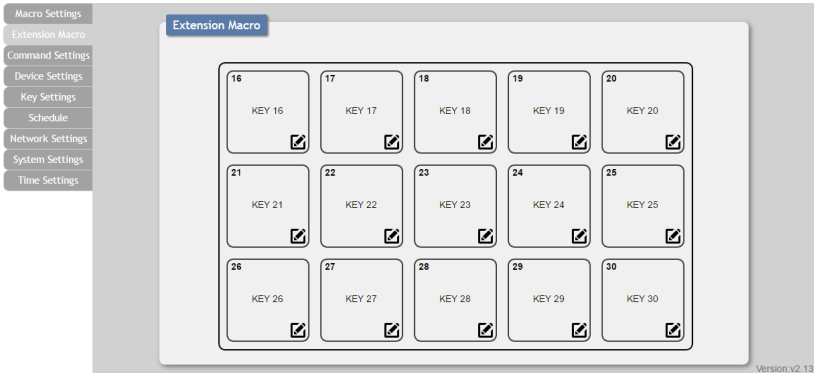 Macro Settings
Extension Macro
Command Settings
Device Settings
Key Settings
Schedule
Network Settings
System Settings
Time Settings
Extension Macro
16 17 18 19 20
KEY 16 KEY 17 KEY 18 KEY 19 KEY 20
21 22 23 24 25
KEY 21 KEY 22 KEY 23 KEY 24 KEY 25
26 27 28 29 30
KEY 26 KEY 27 KEY 28 KEY 29 KEY 30
Version:v2.13